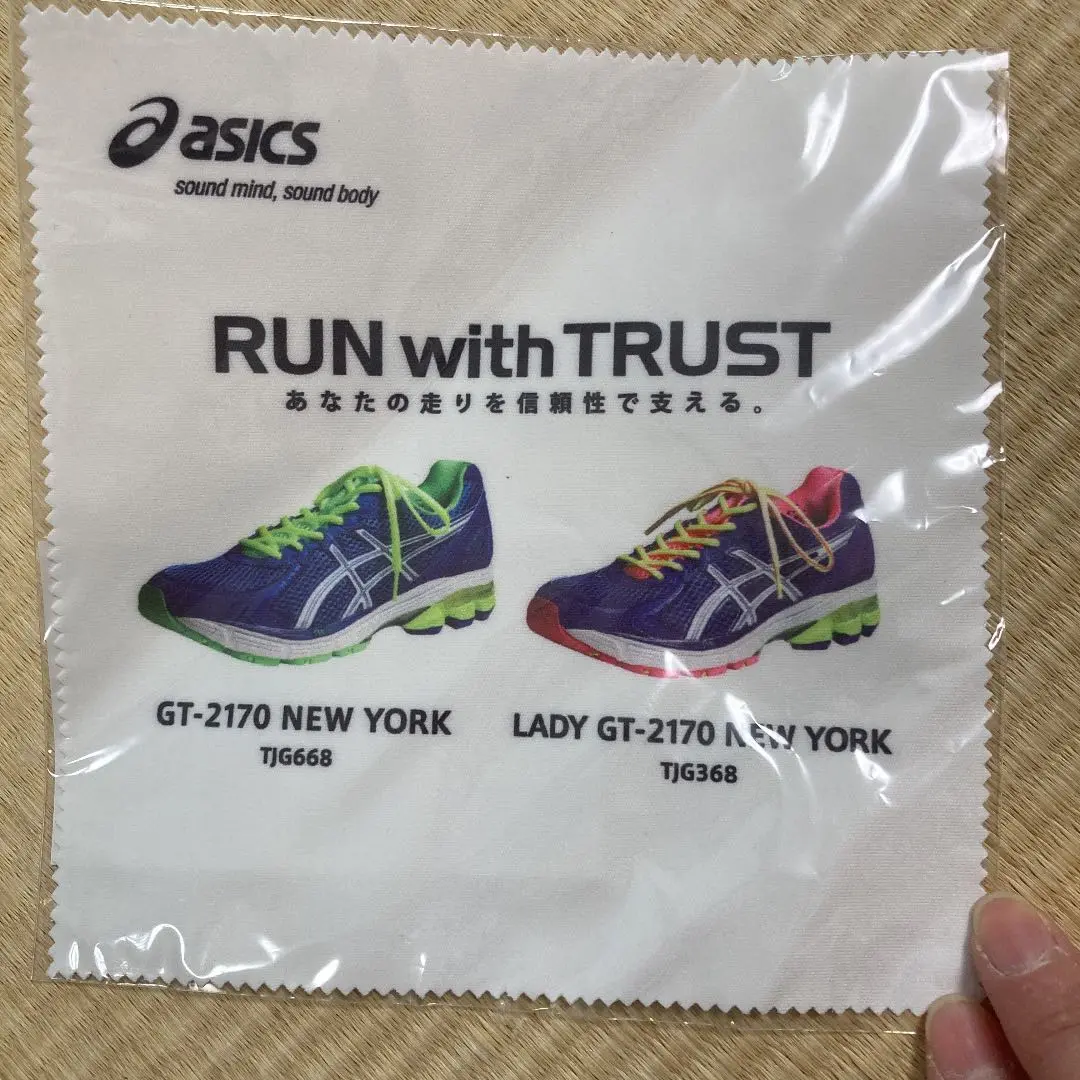 asics
sound mind, sound body
RUN with TRUST
あなたの走りを信頼性で支える。
GT-2170 NEW YORK
TJG668
LADY GT-2170 NEW YORK
TJG368